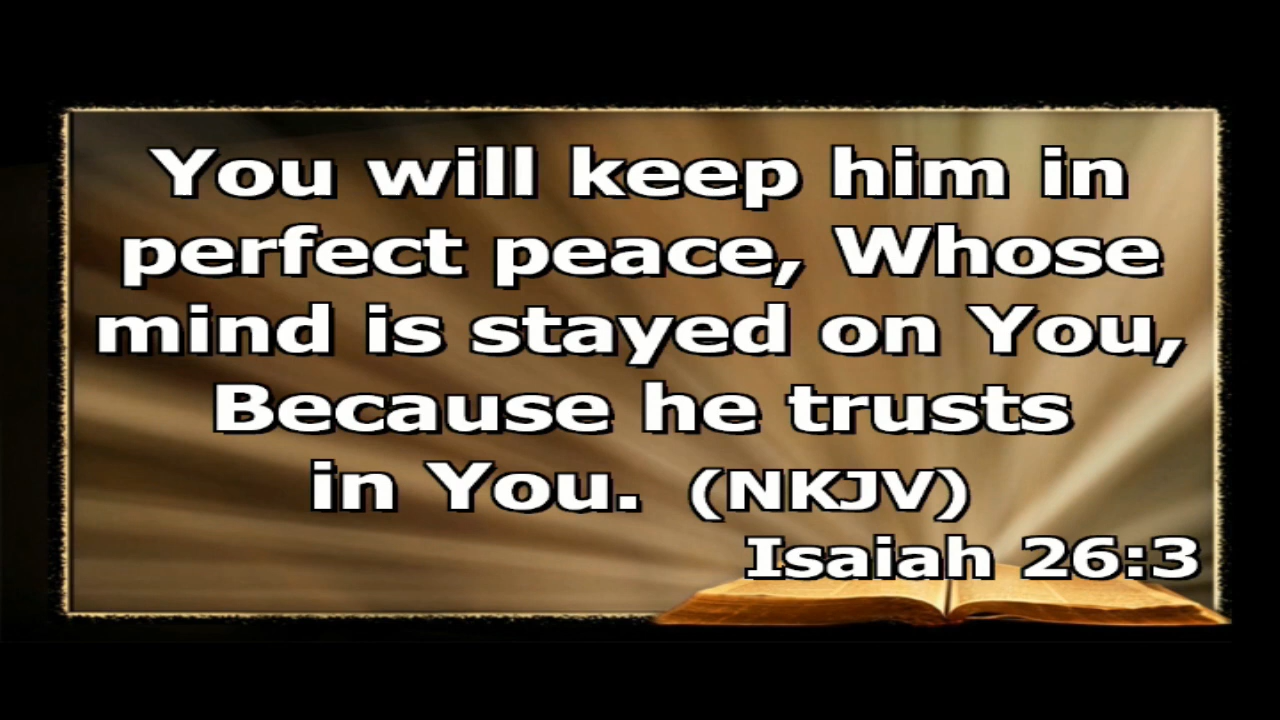 You will keep him in
perfect peace, Whose
mind is stayed on You,
Because he trusts
in You. (NKJV)
Isaiah 26:3